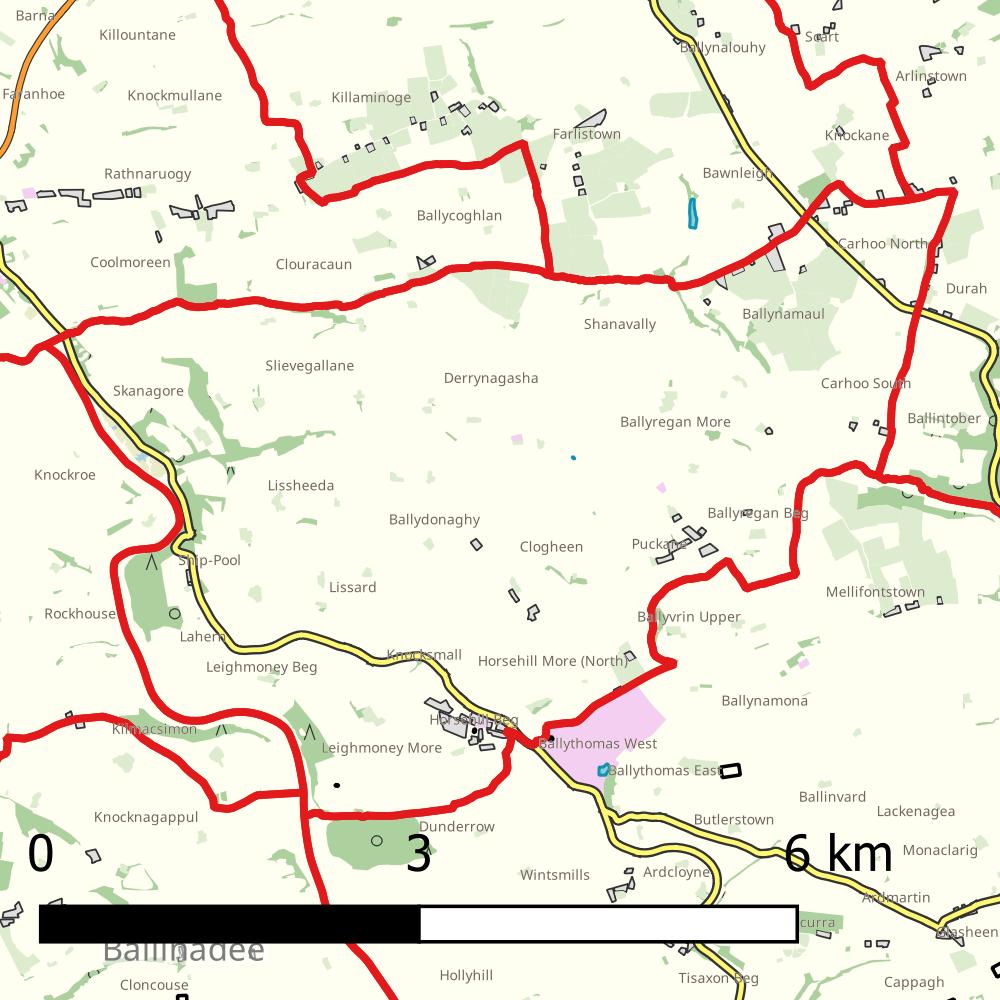 Barna
Killountane
Ballynalouhy
Scart
Arlinstown
Faranhoe
Knockmullane
Killaminoge
Farlistown
Knockane
Rathnaruogy
Bawnleigh
Ballycoghlan
Coolmoreen
Clouracaun
Carhoo North
Durah
Shanavally
Ballynamaul
Slievegallane
Derrynagasha
Skanagore
Carhoo South
Ballyregan More
Ballintober
Knockroe
Lissheeda
Ballydonaghy
Ballyregan Beg
Clogheen
Puckane
Ship-Pool
Lissard
Mellifontstown
Rockhouse
Ballyvrin Upper
Lahern
Leighmoney Beg
Knocksmall
Horsehill More (North)
Ballynamona
Kilmacsimon
Horsehill Beg
Leighmoney More
Ballythomas West
Ballythomas East
Ballinvard
Lackenagea
Knocknagappul
Dunderrow
Butlerstown
Monaclarig
0 3 6 km
Wintsmills
Ardcloyne
Ardmartin
curra
Glasheen
Ballinadee
Hollyhill
Tisaxon Beg
Cappagh
Cloncouse